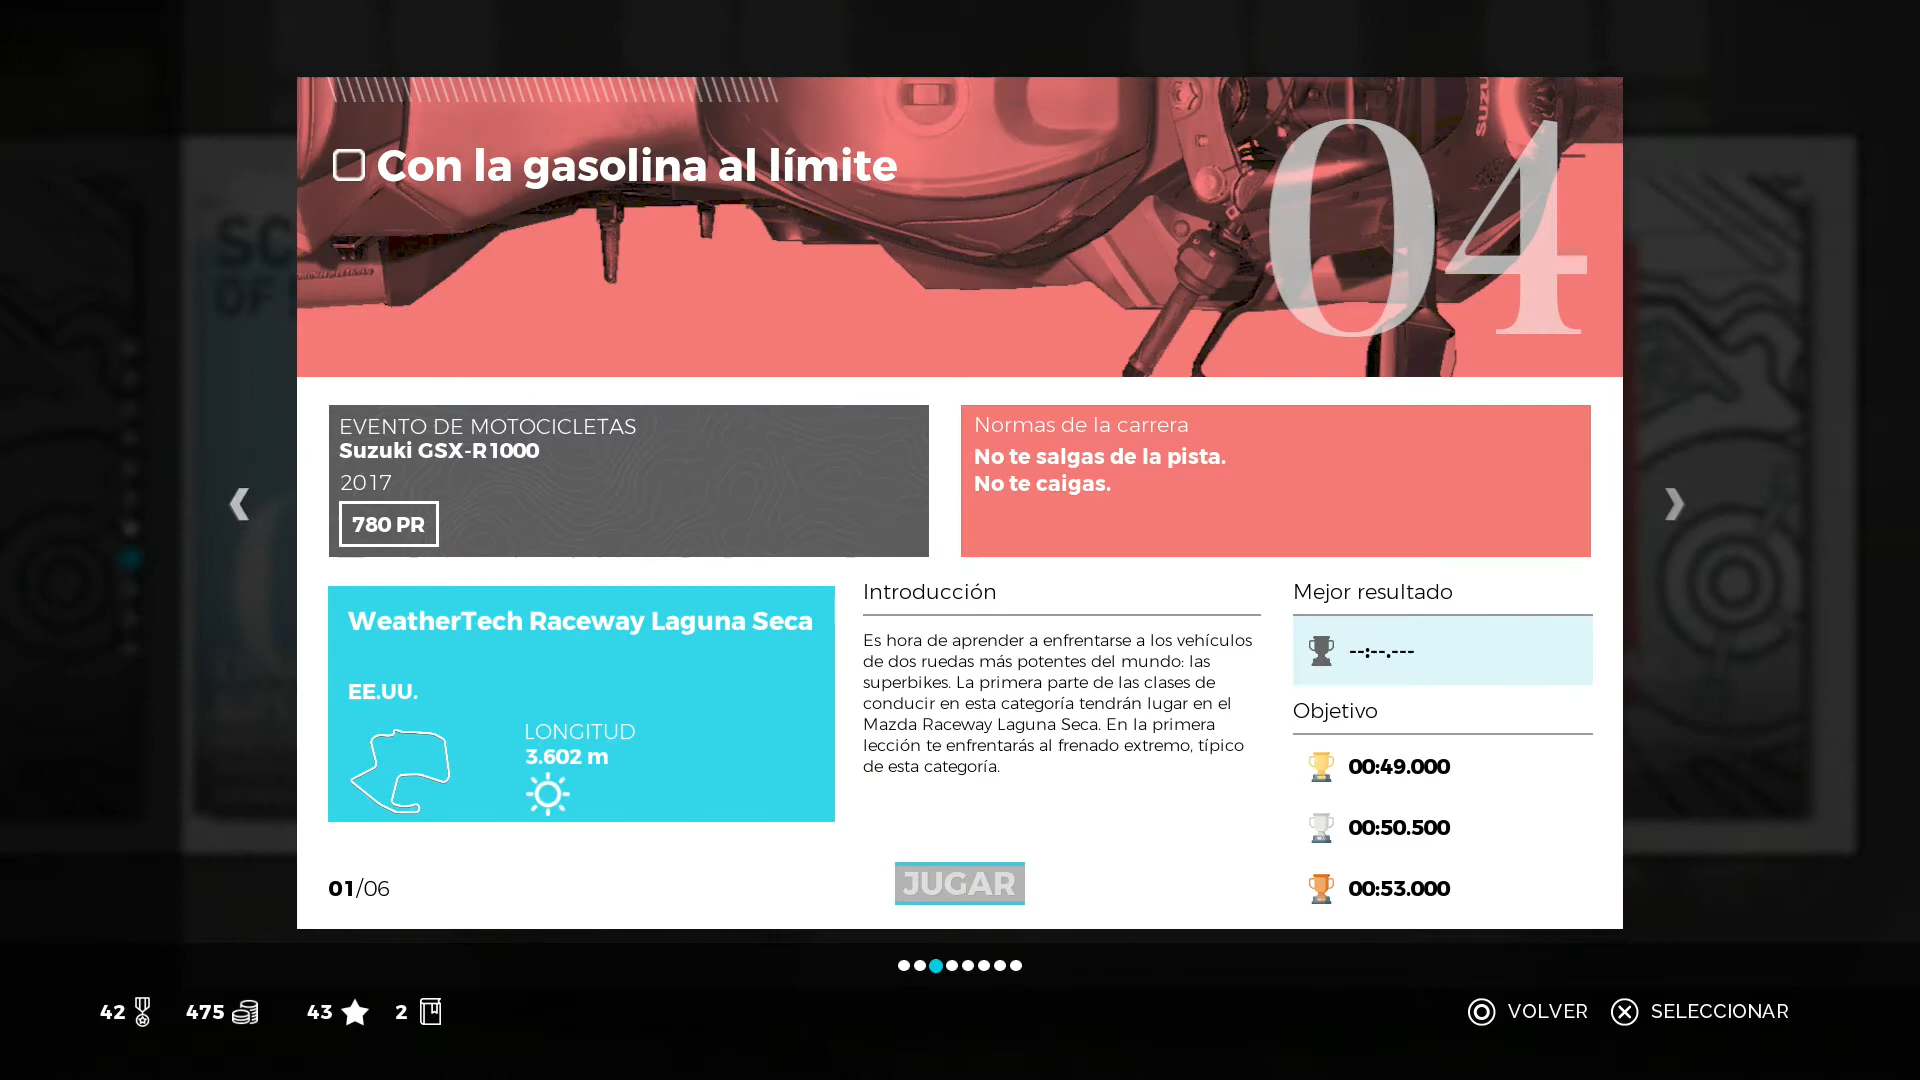 Con la gasolina al límite
04
EVENTO DE MOTOCICLETAS
Suzuki GSX-R1000
2017
780 PR
Normas de la carrera
No te salgas de la pista.
No te caigas.
WeatherTech Raceway Laguna Seca
EE.UU.
LONGITUD
3.602 m
Introducción
Es hora de aprender a enfrentarse a los vehículos
de dos ruedas más potentes del mundo: las
superbikes. La primera parte de las clases de
conducir en esta categoría tendrán lugar en el
Mazda Raceway Laguna Seca. En la primera
lección te enfrentarás al frenado extremo, típico
de esta categoría.
Mejor resultado
--:--.---
Objetivo
00:49.000
00:50.500
00:53.000
01/06
JUGAR
42
475
43
2
VOLVER
SELECCIONAR